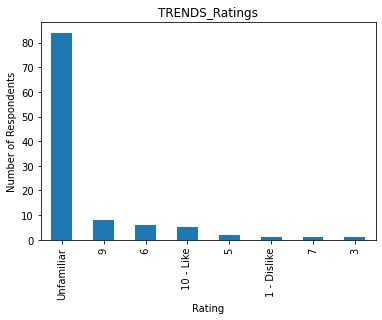 TRENDS_Ratings
Number of Respondents
80
70
60
50
40
30
20
10
0
Unfamiliar
9
6
10 - Like
5
1 - Dislike
7
3
Rating